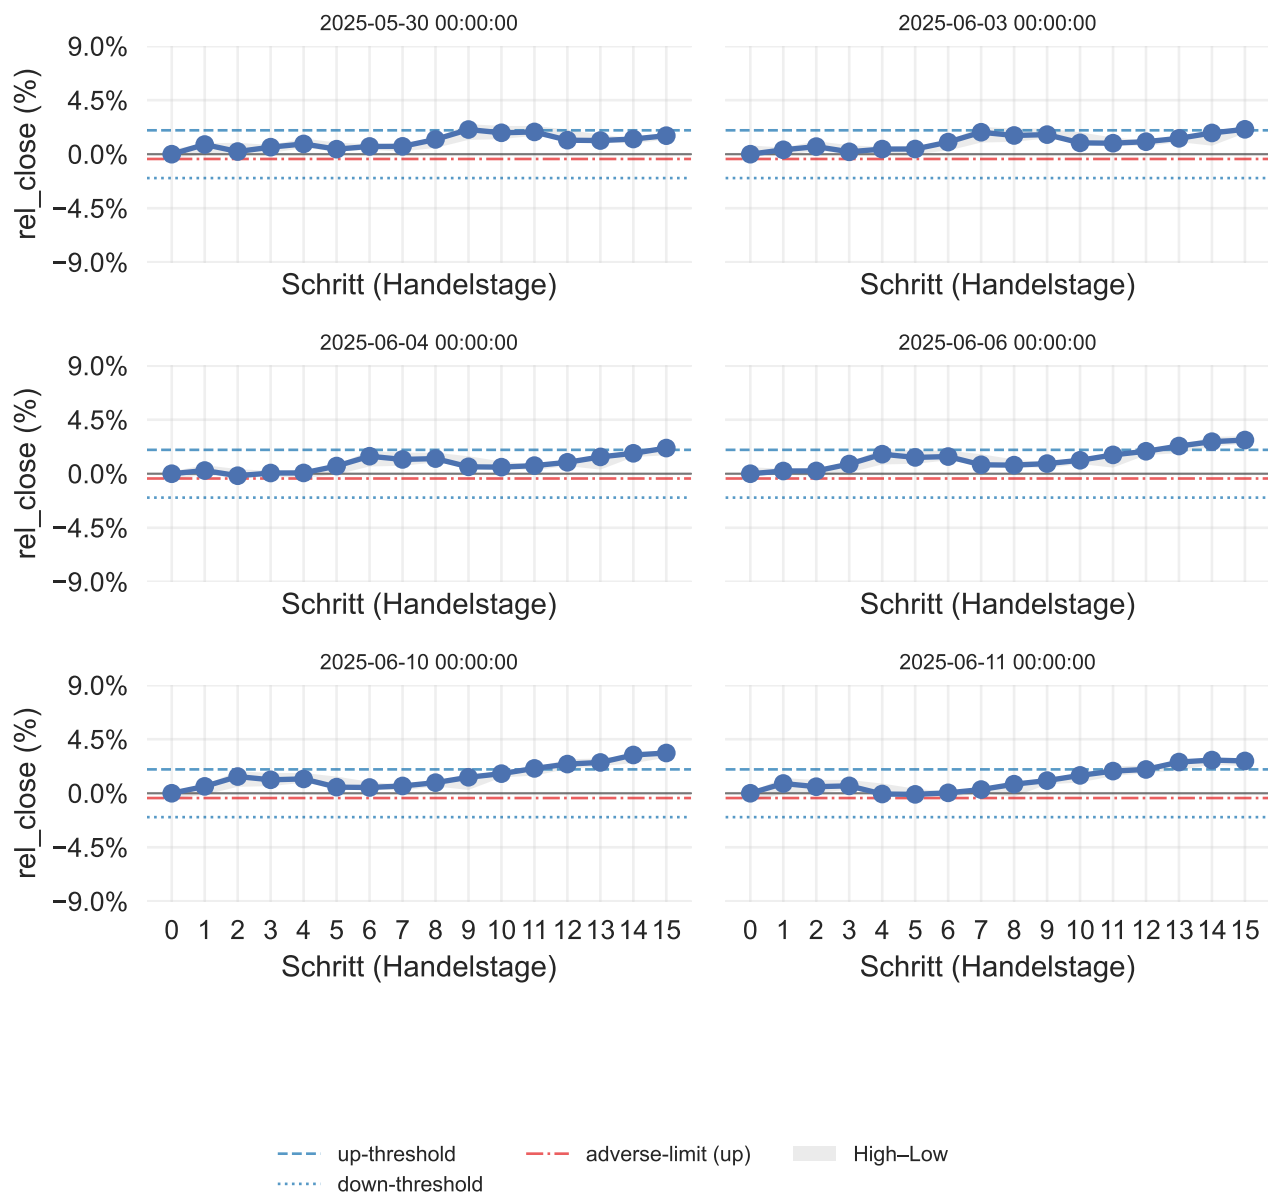 2025-05-30 00:00:00
2025-06-03 00:00:00
9.0%
4.5%
0.0%
−4.5%
−9.0%
rel_close (%)
Schritt (Handelstage)
Schritt (Handelstage)
2025-06-04 00:00:00
2025-06-06 00:00:00
9.0%
4.5%
0.0%
−4.5%
−9.0%
rel_close (%)
Schritt (Handelstage)
Schritt (Handelstage)
2025-06-10 00:00:00
2025-06-11 00:00:00
9.0%
4.5%
0.0%
−4.5%
−9.0%
rel_close (%)
0 1 2 3 4 5 6 7 8 9 10 11 12 13 14 15
0 1 2 3 4 5 6 7 8 9 10 11 12 13 14 15
Schritt (Handelstage)
Schritt (Handelstage)
up-threshold
adverse-limit (up)
High–Low
down-threshold